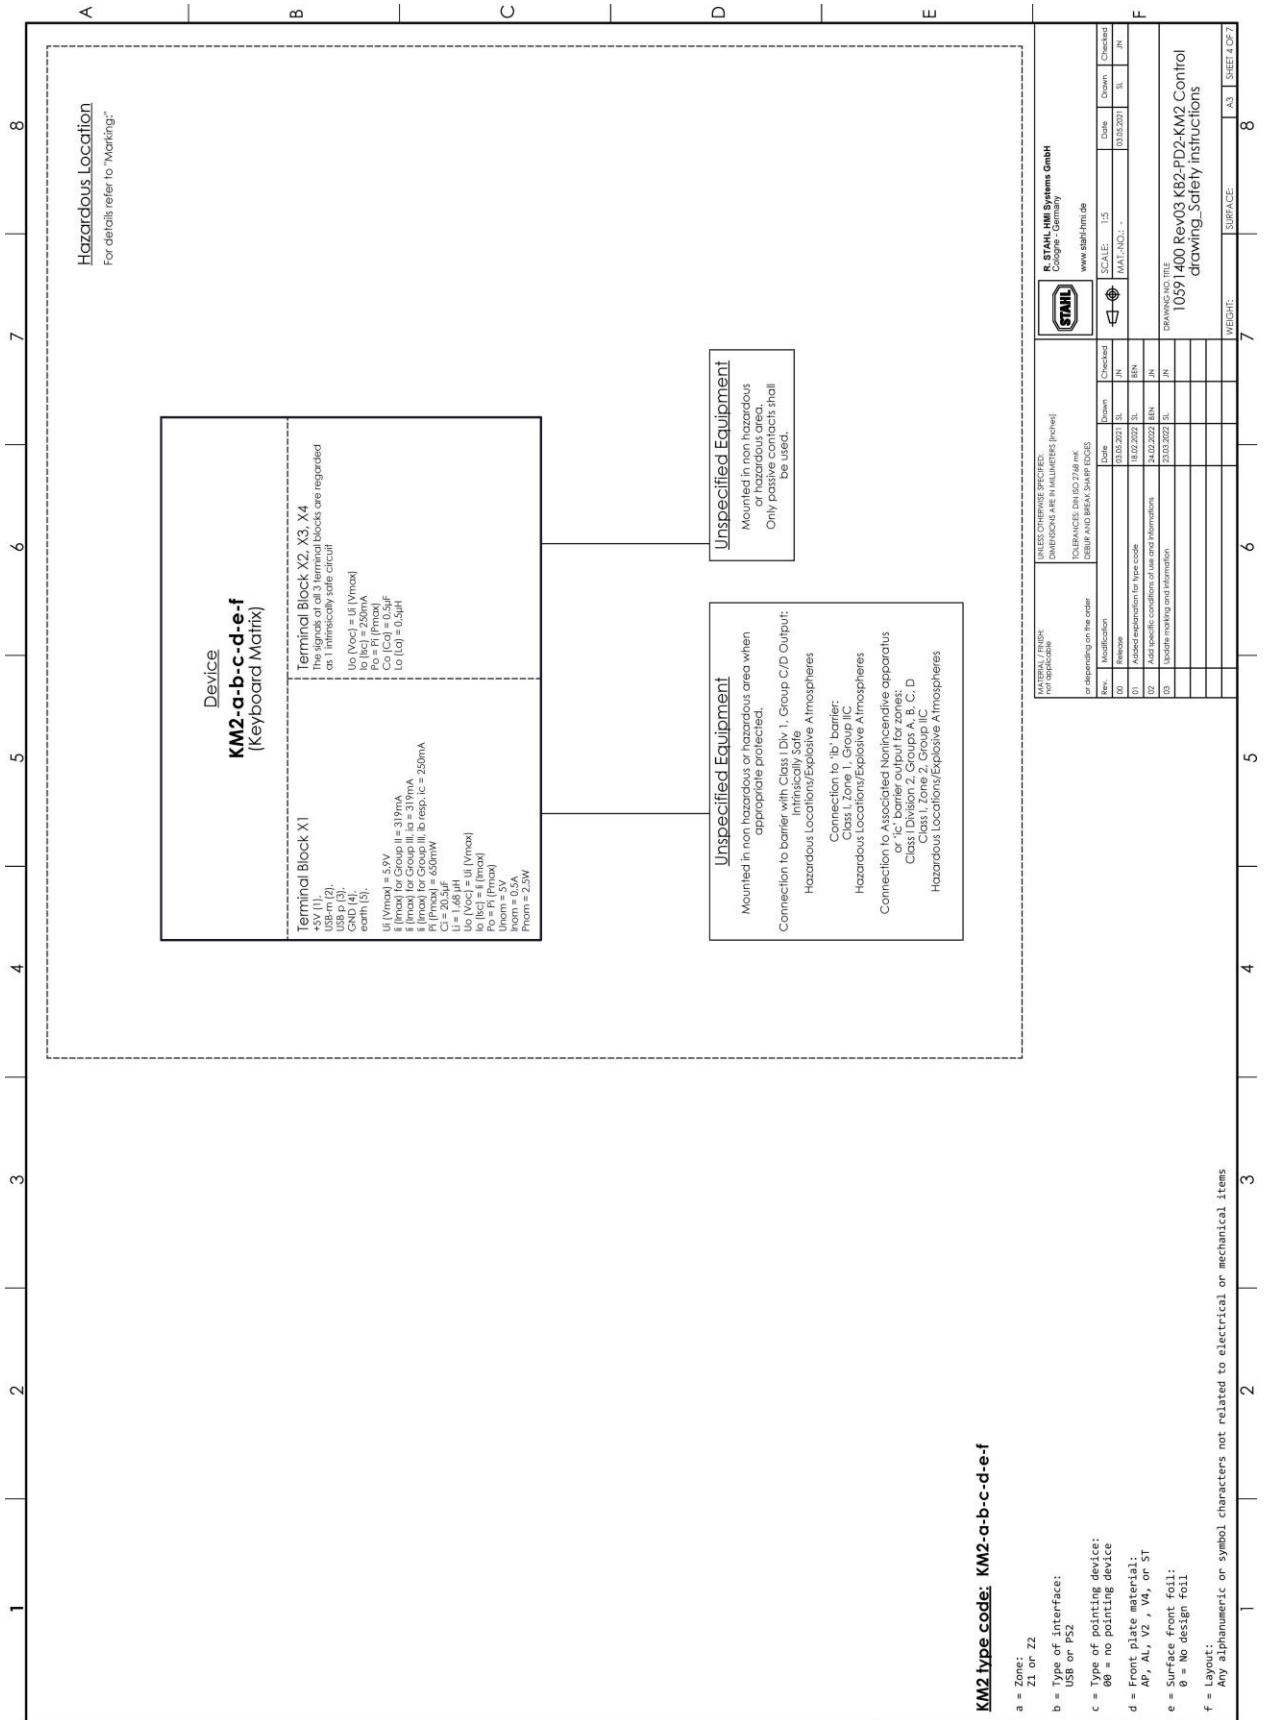 1
2
3
4
5
6
7
8
A
B
C
D
E
F
Hazardous Location
For details refer to "Marking:"
Device
KM2-a-b-c-d-e-f
(Keyboard Matrix)
Terminal Block X1
+5V (1),
USB-m (2),
USB p (3),
GND (4),
earth (5),
Ui (Vmax) = 5,9V
Ii (Imax) for Group II = 319mA
Ii (Imax) for Group III, ia = 319mA
Ii (Imax) for Group III, ib resp. ic = 250mA
Pi (Pmax) = 650mW
Ci = 20,5µF
Li = 1,68 µH
Uo (Voc) = Ui (Vmax)
Io (Isc) = Ii (Imax)
Po = Pi (Pmax)
Unom = 5V
Inom = 0,5A
Pnom = 2,5W
Terminal Block X2, X3, X4
The signals at all 3 terminal blocks are regarded
as 1 intrinsically safe circuit
Uo (Voc) = Ui (Vmax)
Io (Isc) = 250mA
Po = Pi (Pmax)
Co (Ca) = 0,5µF
Lo (La) = 0,5µH
Unspecified Equipment
Mounted in non hazardous or hazardous area when
appropriate protected.
Connection to barrier with Class I Div 1, Group C/D Output:
Intrinsically Safe
Hazardous Locations/Explosive Atmospheres
Connection to 'ib' barrier:
Class I, Zone 1, Group IIC
Hazardous Locations/Explosive Atmospheres
Connection to Associated Nonincendive apparatus
or 'ic' barrier output for zones:
Class I Division 2, Groups A, B, C, D
Class I, Zone 2, Group IIC
Hazardous Locations/Explosive Atmospheres
Unspecified Equipment
Mounted in non hazardous
or hazardous area.
Only passive contacts shall
be used.
KM2 type code: KM2-a-b-c-d-e-f
a = Zone:
Z1 or Z2
b = Type of interface:
USB or PS2
c = Type of pointing device:
00 = no pointing device
d = Front plate material:
AP, AL, V2 , V4, or ST
e = Surface front foil:
0 = No design foil
f = Layout:
Any alphanumeric or symbol characters not related to electrical or mechanical items
MATERIAL / FINISH:
not applicable
or depending on the order
UNLESS OTHERWISE SPECIFIED:
DIMENSIONS ARE IN MILLIMETERS [inches]
TOLERANCES: DIN ISO 2768 mK
DEBUR AND BREAK SHARP EDGES
STAHL
R. STAHL HMI Systems GmbH
Cologne - Germany
www.stahl-hmi.de
Rev. Modification Date Drawn Checked
00 Release 03.05.2021 SL JN
01 Added explanation for type code 18.02.2022 SL BEN
02 Add specific conditions of use and informations 24.02.2022 BEN JN
03 Update marking and information 23.03.2022 SL JN
SCALE: 1:5 Date Drawn Checked
MAT.-NO.: - 03.05.2021 SL JN
DRAWING NO. TITLE
10591400 Rev03 KB2-PD2-KM2 Control
drawing_Safety instructions
WEIGHT: SURFACE: A3 SHEET 4 OF 7
1
2
3
4
5
6
7
8